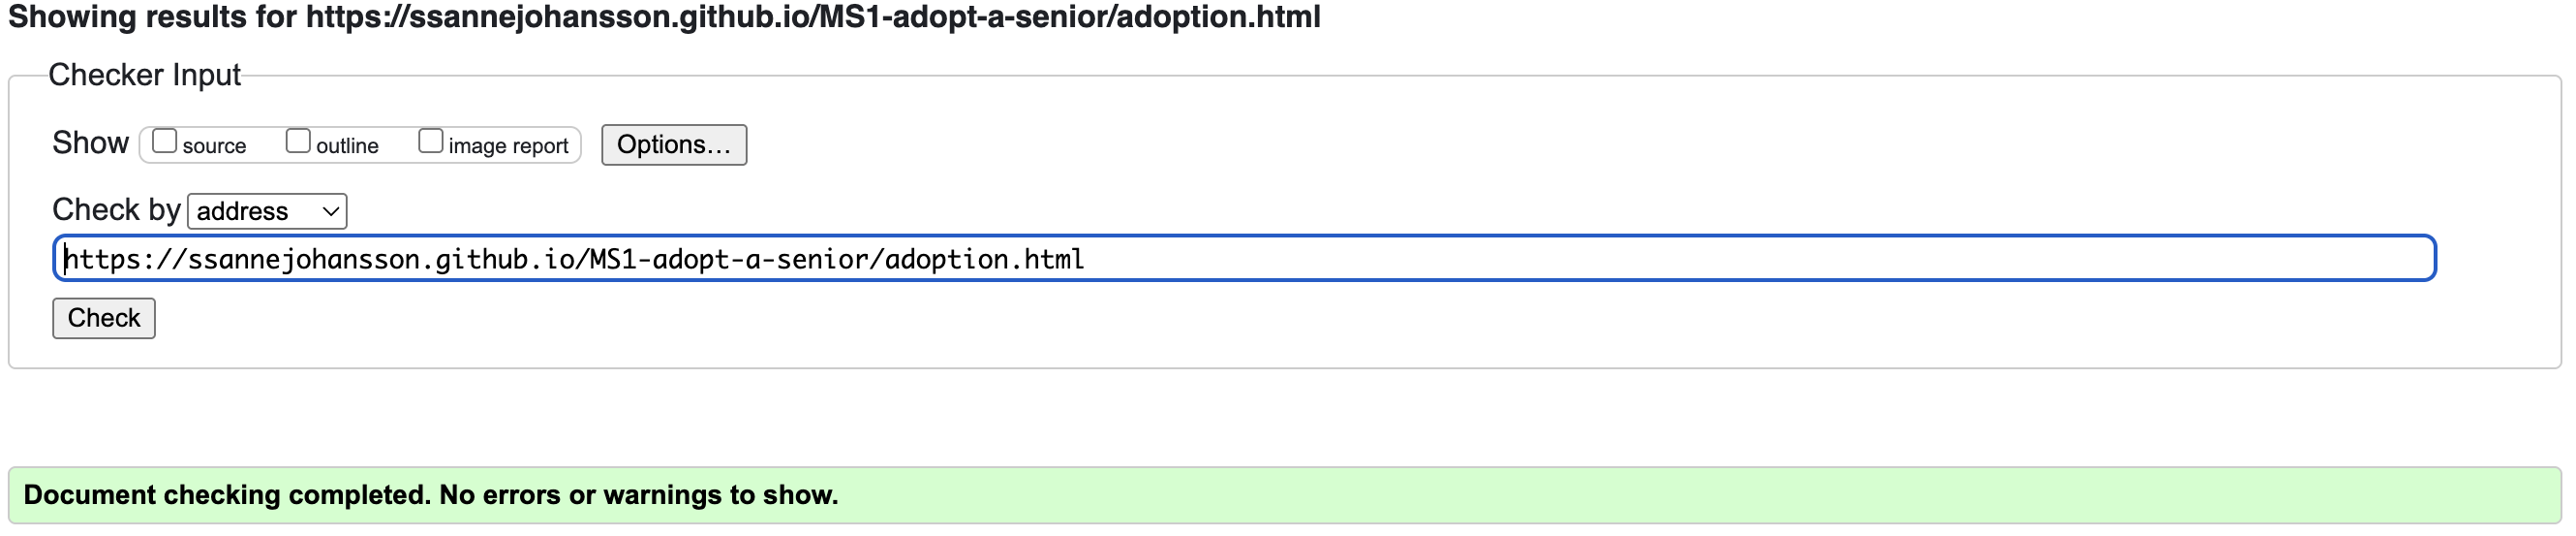 Showing results for https://ssannejohansson.github.io/MS1-adopt-a-senior/adoption.html
Checker Input
Show source outline image report Options…
Check by address
https://ssannejohansson.github.io/MS1-adopt-a-senior/adoption.html
Check
Document checking completed. No errors or warnings to show.